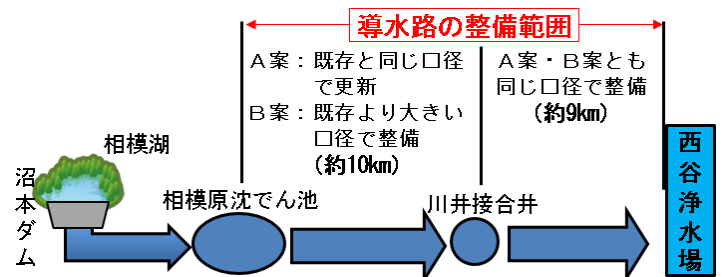 導水路の整備範囲
A案：既存と同じ口径
で更新
B案：既存より大きい
口径で整備
(約10km)
A案・B案とも
同じ口径で整備
(約9km)
相模湖
沼本ダム
相模原沈でん池
川井接合井
西谷浄水場